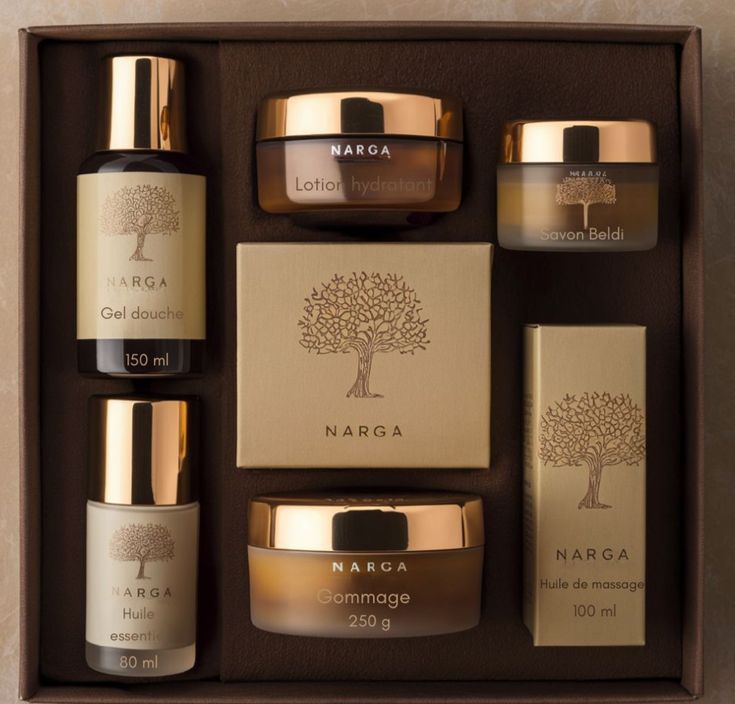 NARGA
Gel douche
150 ml
NARGA
Lotion hydratant
Savon Beldi
NARGA
NARGA
Huile
essentie
80 ml
NARGA
Gommage
250 g
NARGA
Huile de massage
100 ml